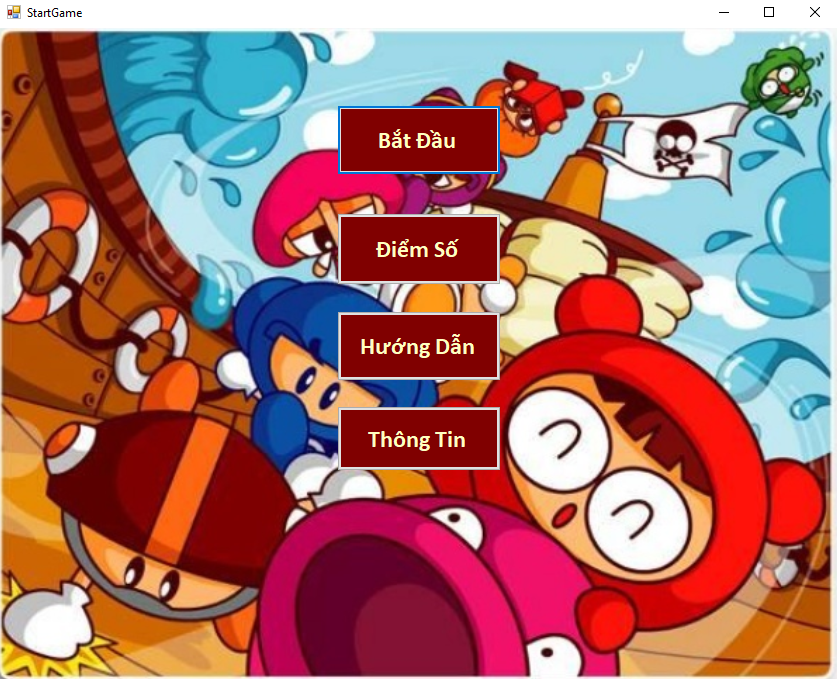 StartGame
Bắt Đầu
Điểm Số
Hướng Dẫn
Thông Tin